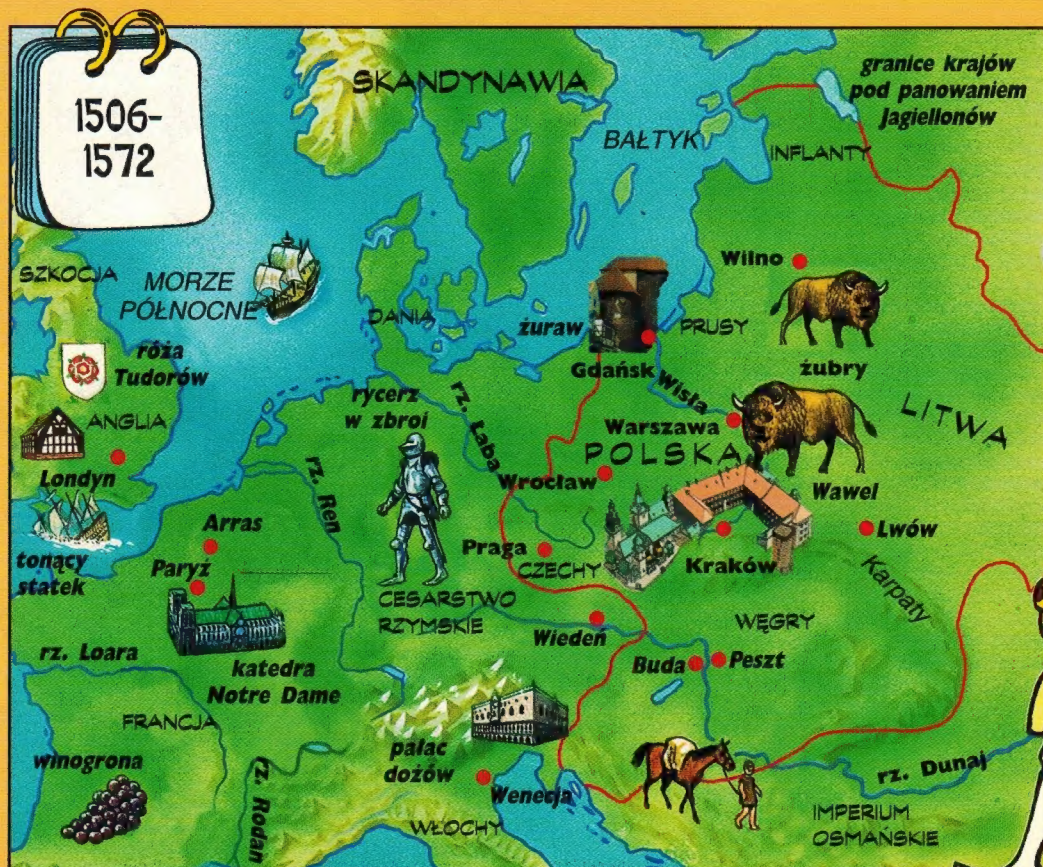 1506-
1572
SKANDYNAWIA
granice krajów
pod panowaniem
Jagiellonów
BAŁTYK
INFLANTY
SZKOCJA
MORZE
PÓŁNOCNE
DANIA
Wilno
żuraw
PRUSY
Gdańsk
żubry
róża
Tudorów
ANGLIA
Londyn
rycerz
w zbroi
rz. Łaba
Wisła
Warszawa
POLSKA
LITWA
Wrocław
Wawel
rz. Ren
Arras
tonący
statek
Paryż
Praga
CZECHY
Kraków
Lwów
Karpaty
CESARSTWO
RZYMSKIE
Wiedeń
WĘGRY
Buda
Peszt
rz. Loara
katedra
Notre Dame
FRANCJA
winogrona
pałac
dożów
Wenecja
rz. Rodan
WŁOCHY
rz. Dunaj
IMPERIUM
OSMAŃSKIE